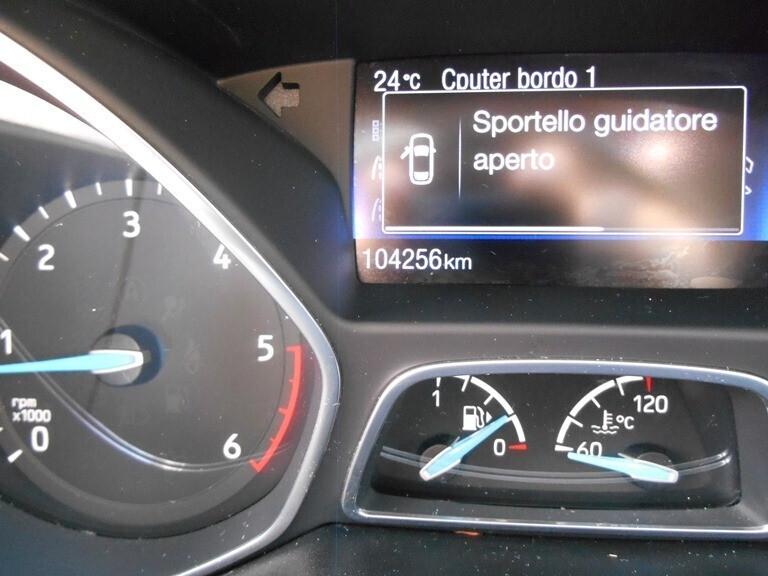 24°C Cputer bordo 1
Sportello guidatore
aperto
104256km
1
2
3
4
5
6
0
rpm
x1000
1
0
60
120
°C